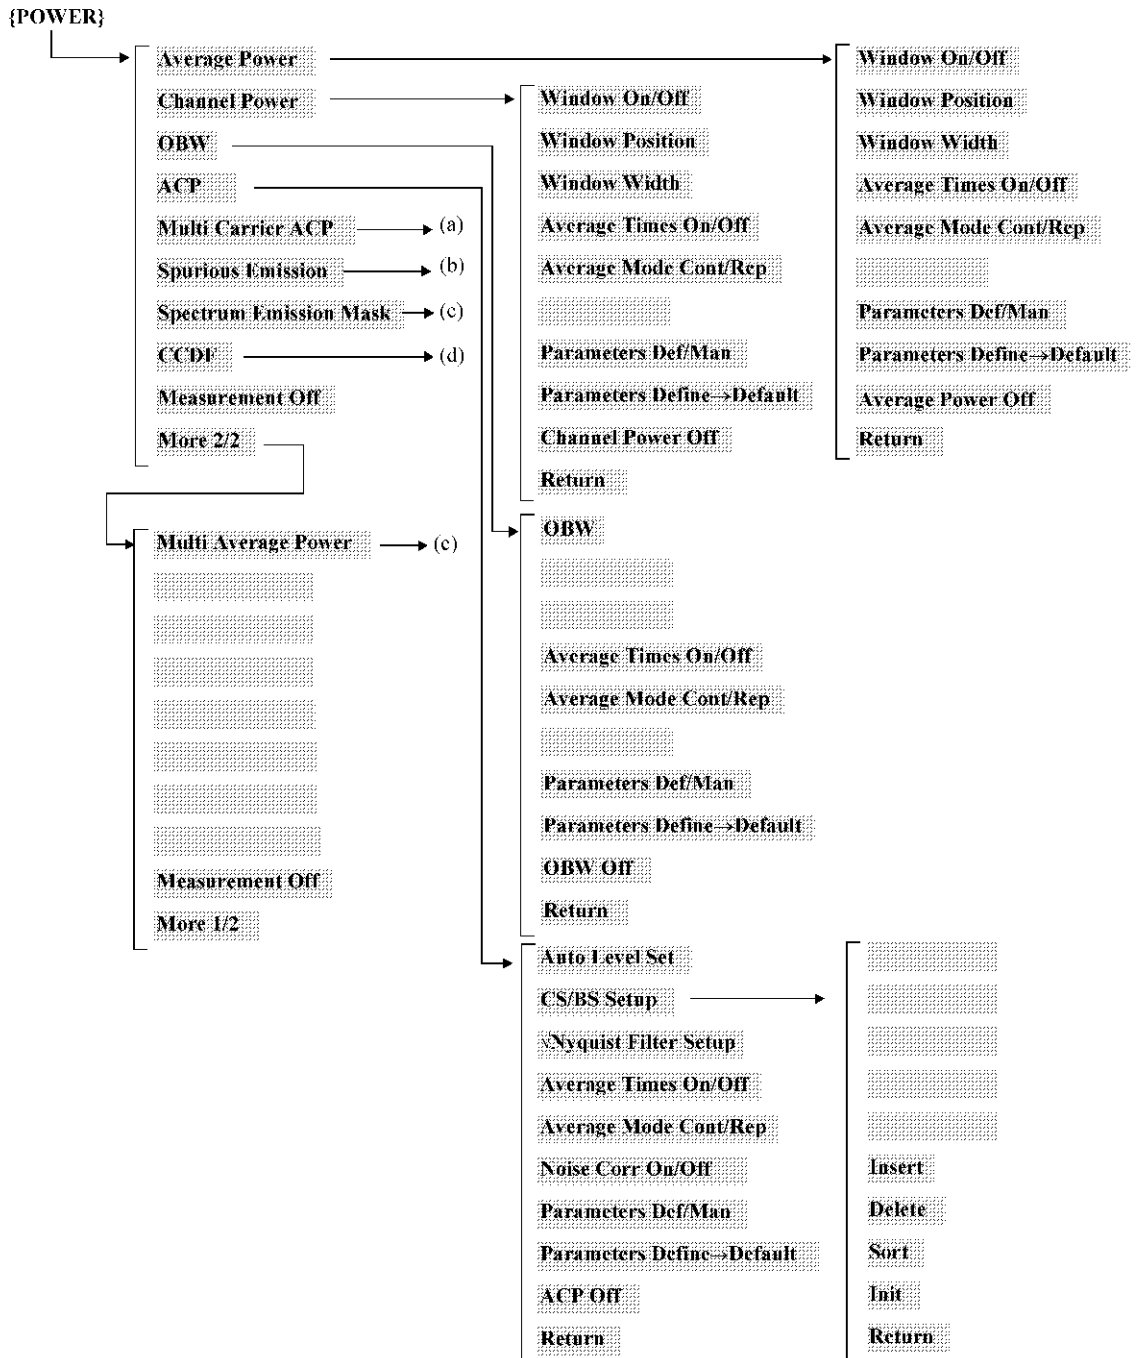 {POWER}
Average Power
Channel Power
OBW
ACP
Multi Carrier ACP (a)
Spurious Emission (b)
Spectrum Emission Mask (c)
CCDF (d)
Measurement Off
More 2/2
Window On/Off
Window Position
Window Width
Average Times On/Off
Average Mode Cont/Rep
Parameters Def/Man
Parameters Define→Default
Channel Power Off
Return
Window On/Off
Window Position
Window Width
Average Times On/Off
Average Mode Cont/Rep
Parameters Def/Man
Parameters Define→Default
Average Power Off
Return
Multi Average Power (e)
Measurement Off
More 1/2
OBW
Average Times On/Off
Average Mode Cont/Rep
Parameters Def/Man
Parameters Define→Default
OBW Off
Return
Auto Level Set
CS/BS Setup
√Nyquist Filter Setup
Average Times On/Off
Average Mode Cont/Rep
Noise Corr On/Off
Parameters Def/Man
Parameters Define→Default
ACP Off
Return
Insert
Delete
Sort
Init
Return